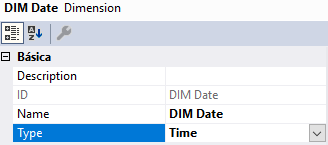 DIM Date Dimension
Básica
Description
ID DIM Date
Name DIM Date
Type Time